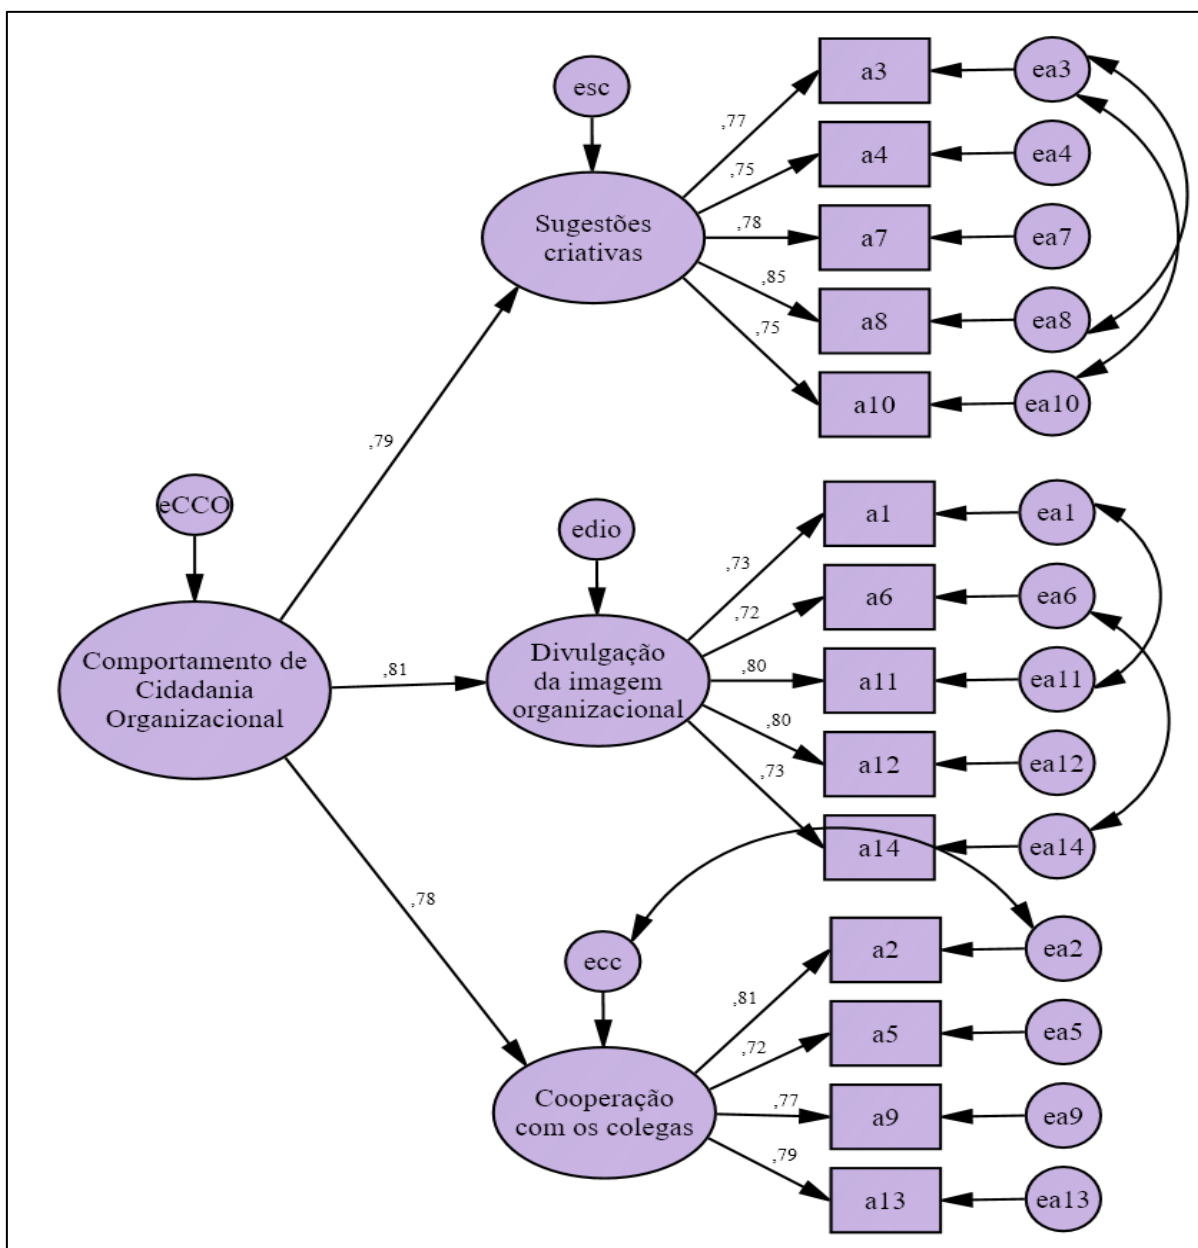 esc
Sugestões
criativas
,77
,75
,78
,85
,75
a3
ea3
a4
ea4
a7
ea7
a8
ea8
a10
ea10
,79
eCCO
Comportamento de
Cidadania
Organizacional
,81
,78
edio
Divulgação
da imagem
organizacional
,73
,72
,80
,80
,73
a1
ea1
a6
ea6
a11
ea11
a12
ea12
a14
ea14
ecc
Cooperação
com os colegas
,81
,72
,77
,79
a2
ea2
a5
ea5
a9
ea9
a13
ea13